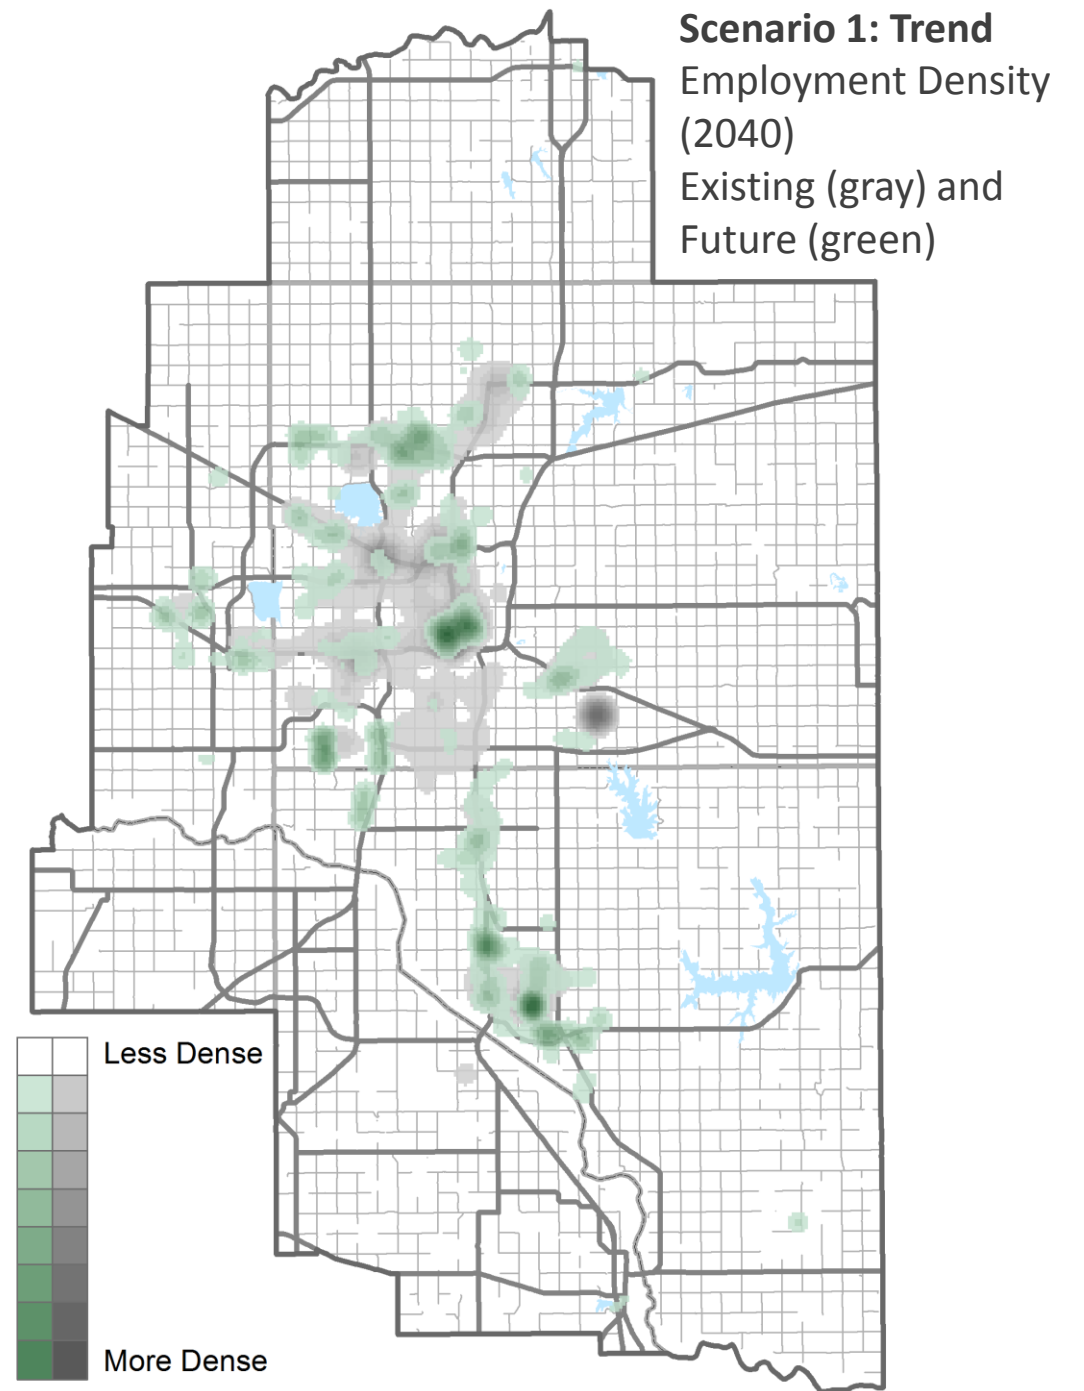 Scenario 1: Trend
Employment Density
(2040)
Existing (gray) and
Future (green)
Less Dense
More Dense